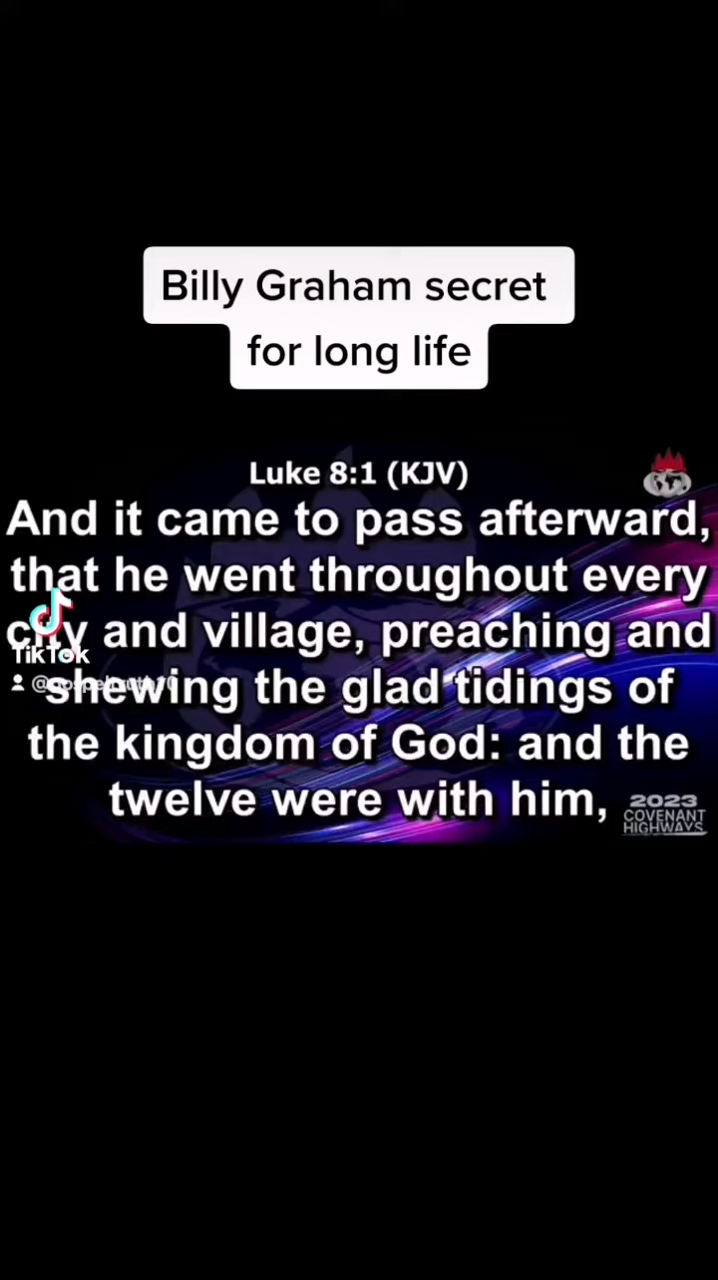 Billy Graham secret
for long life
Luke 8:1 (KJV)
And it came to pass afterward,
that he went throughout every
city and village, preaching and
TikTok
shewing the glad tidings of
the kingdom of God: and the
twelve were with him,
2023
COVENANT
HIGHWAYS